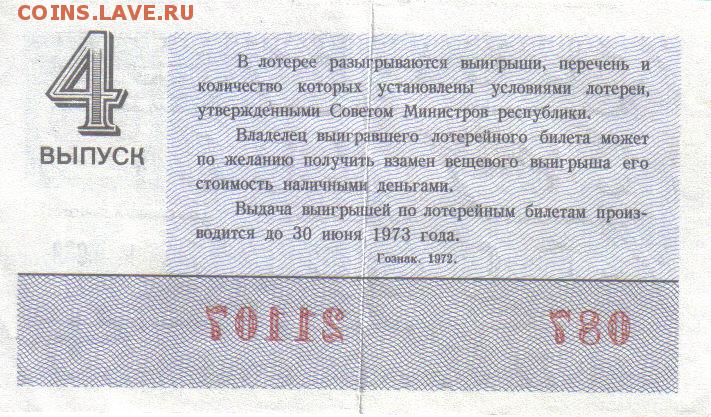 COINS.LAVE.RU
4
ВЫПУСК
В лотерее разыгрываются выигрыши, перечень и
количество которых установлены условиями лотереи,
утвержденными Советом Министров республики.
Владелец выигравшего лотерейного билета может
по желанию получить взамен вещевого выигрыша его
стоимость наличными деньгами.
Выдача выигрышей по лотерейным билетам произ-
водится до 30 июня 1973 года.
Гознак. 1972.
21107 087